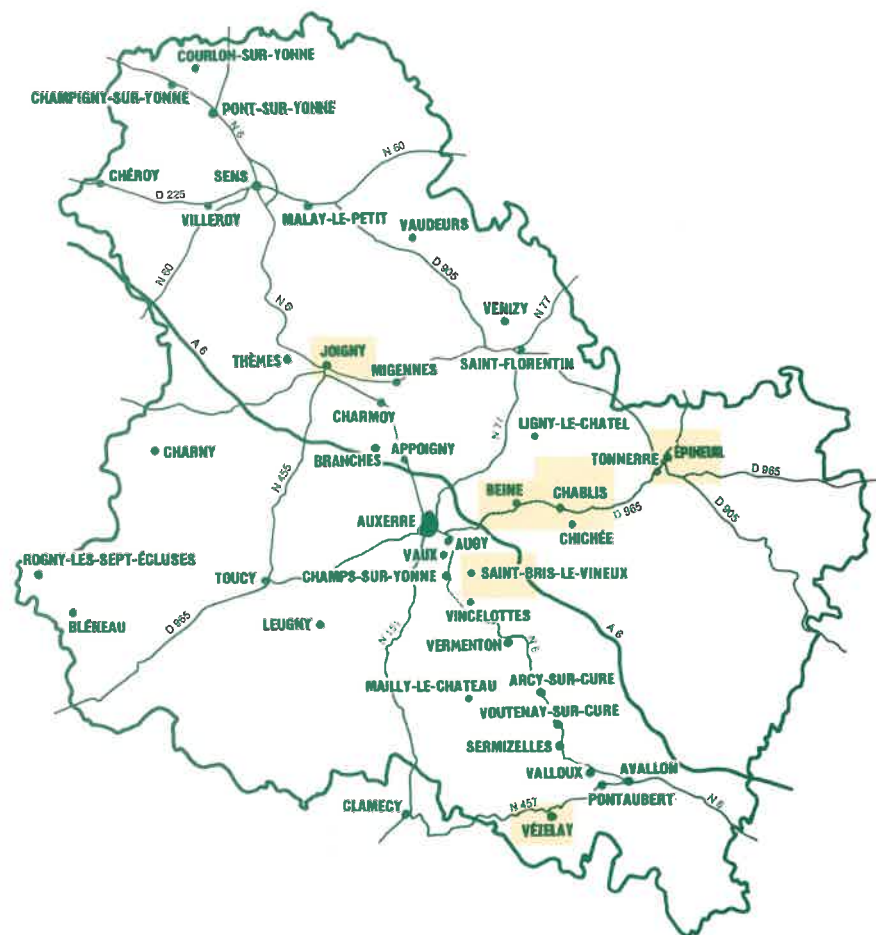 COURLON-SUR-YONNE
CHAMPIGNY-SUR-YONNE
PONT-SUR-YONNE
N 6
N 60
CHÉROY
SENS
D 225
VILLEROY
MALAY-LE-PETIT
VAUDEURS
N 60
D 905
N 6
VENIZY
N 77
A 6
THÈMES
JOIGNY
MIGENNES
SAINT-FLORENTIN
CHARMOY
N 77
LIGNY-LE-CHATEL
CHARNY
BRANCHES
APPOIGNY
N 455
TONNERRE
ÉPINEUIL
D 965
BEINE
CHABLIS
D 965
D 905
AUXERRE
CHICHÉE
AUGY
VAUX
ROGNY-LES-SEPT-ÉCLUSES
TOUCY
CHAMPS-SUR-YONNE
SAINT-BRIS-LE-VINEUX
BLÉNEAU
D 965
LEUGNY
VINCELOTTES
A 6
VERMENTON
N 6
MAILLY-LE-CHATEAU
ARCY-SUR-CURE
VOUTENAY-SUR-CURE
SERMIZELLES
VALLOUX
AVALLON
PONTAUBERT
N 6
CLAMECY
N 457
VÉZELAY